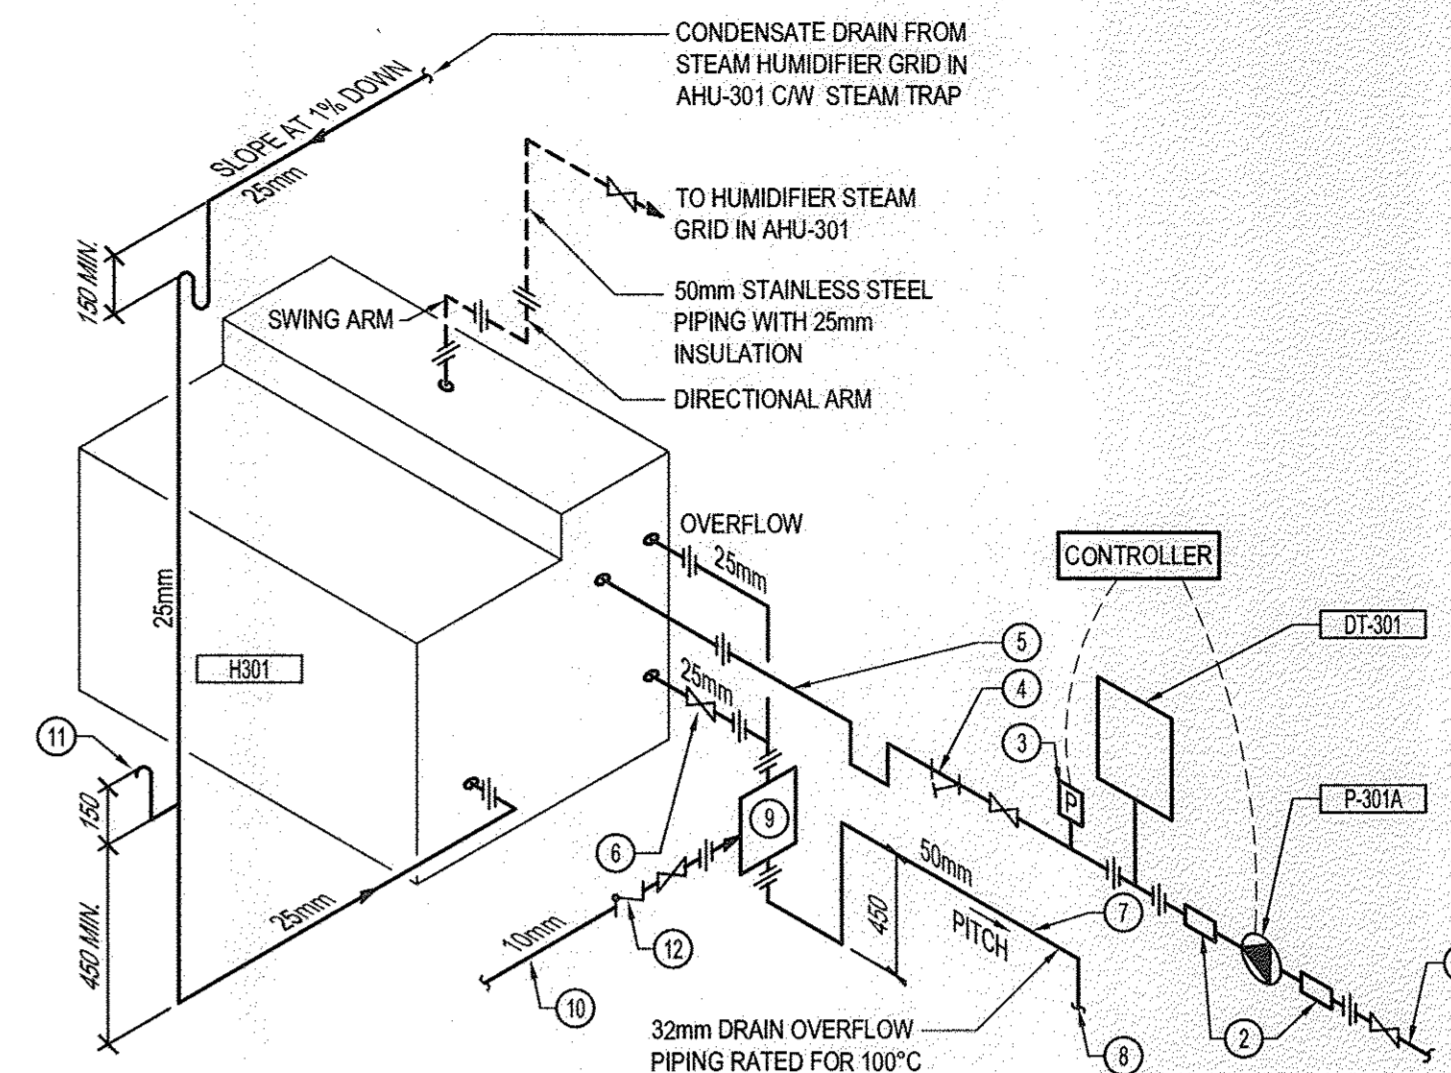 CONDENSATE DRAIN FROM
STEAM HUMIDIFIER GRID IN
AHU-301 C/W STEAM TRAP
SLOPE AT 1% DOWN
25mm
TO HUMIDIFIER STEAM
GRID IN AHU-301
150 MIN.
SWING ARM
50mm STAINLESS STEEL
PIPING WITH 25mm
INSULATION
DIRECTIONAL ARM
OVERFLOW
25mm
CONTROLLER
25mm
DT-301
5
H301
25mm
4
11
3
P
P-301A
150
9
6
50mm
25mm
7
450
PITCH
10mm
12
450 MIN.
10
2
32mm DRAIN OVERFLOW
PIPING RATED FOR 100°C
8